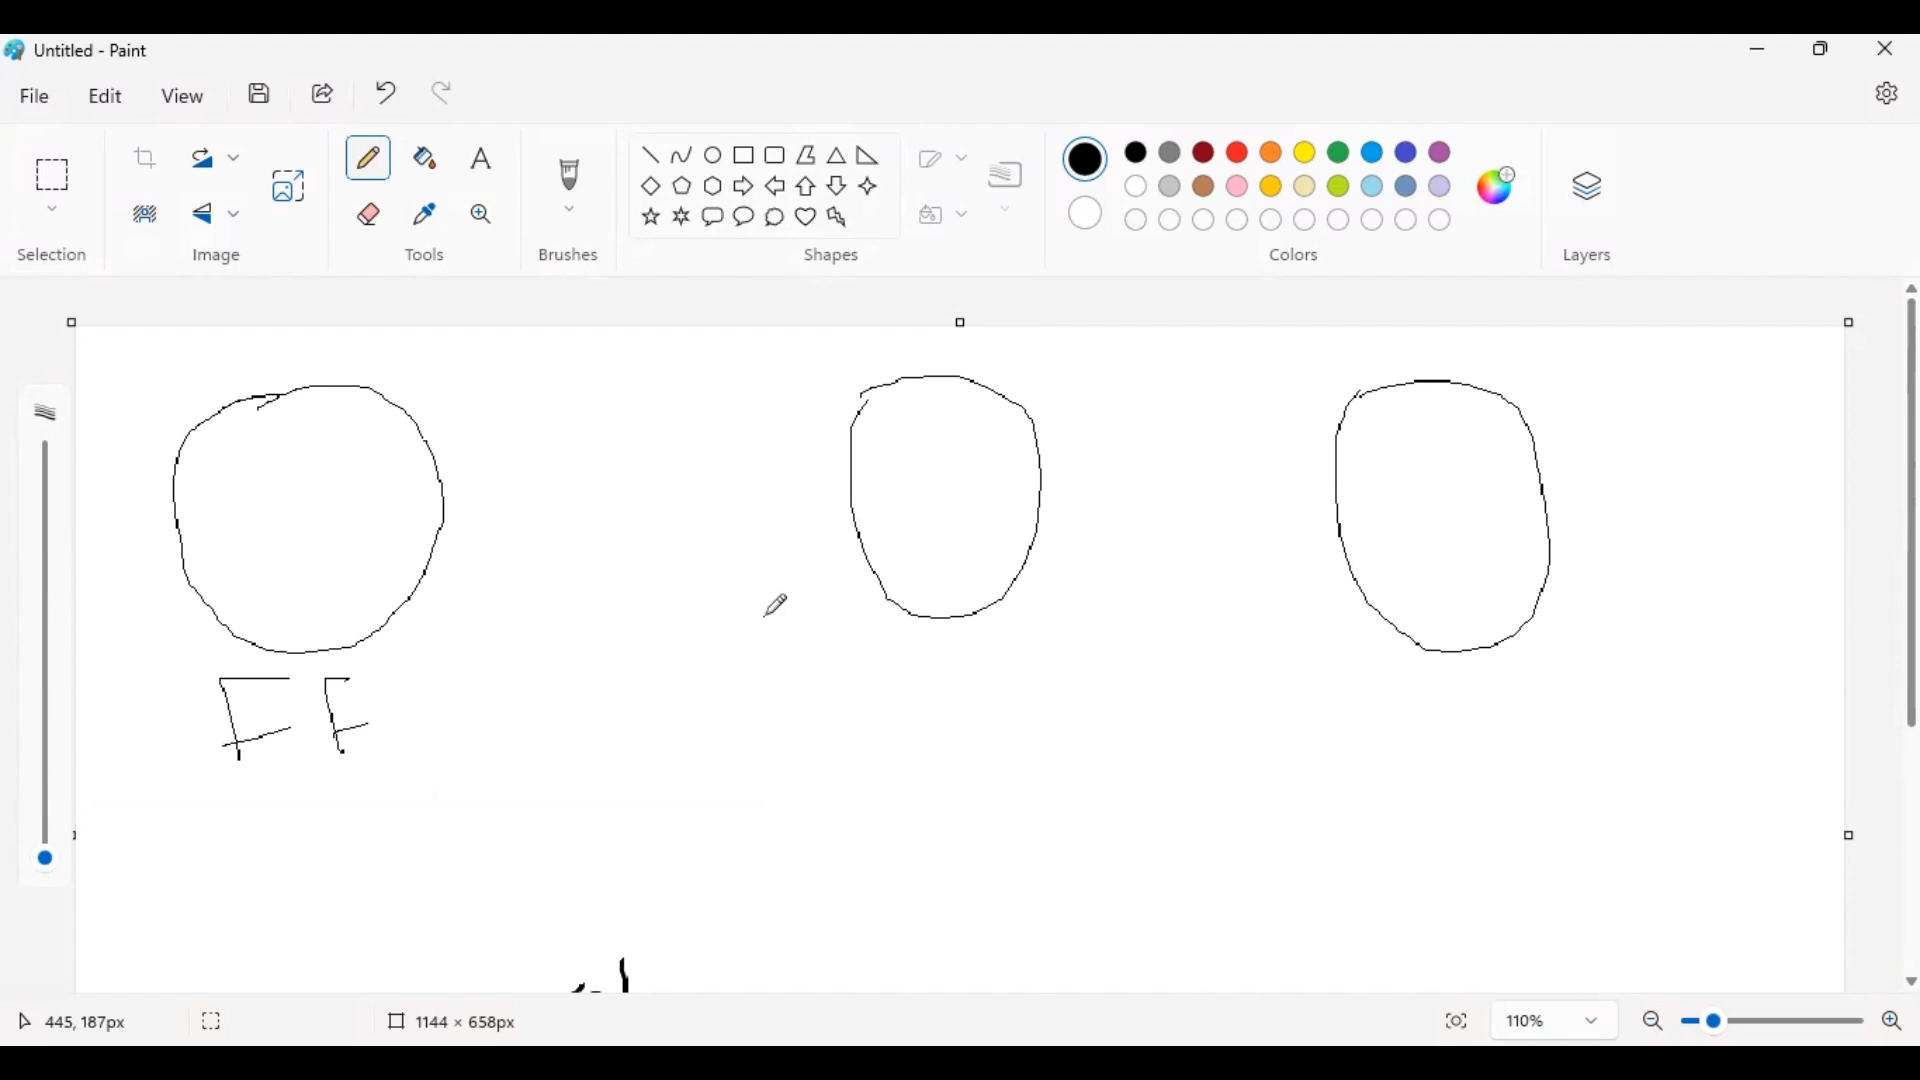 Untitled - Paint
File Edit View
Selection Image Tools Brushes Shapes Colors Layers
FF
445, 187px 1144 × 658px 110%